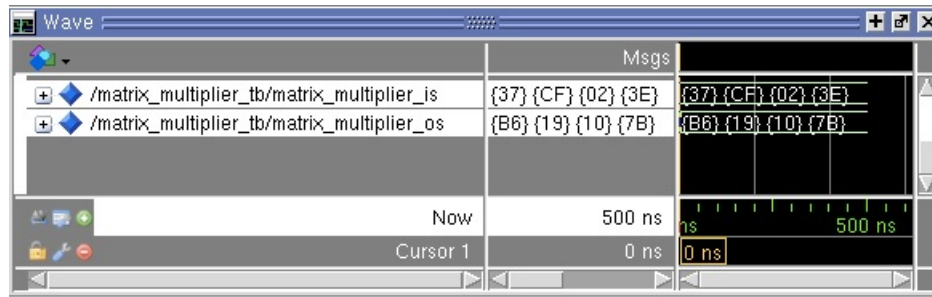 Wave
Msgs
/matrix_multiplier_tb/matrix_multiplier_is {37} {CF} {02} {3E} {37} {CF} {02} {3E}
/matrix_multiplier_tb/matrix_multiplier_os {B6} {19} {10} {7B} {B6} {19} {10} {7B}
Now 500 ns ns 500 ns
Cursor 1 0 ns 0 ns